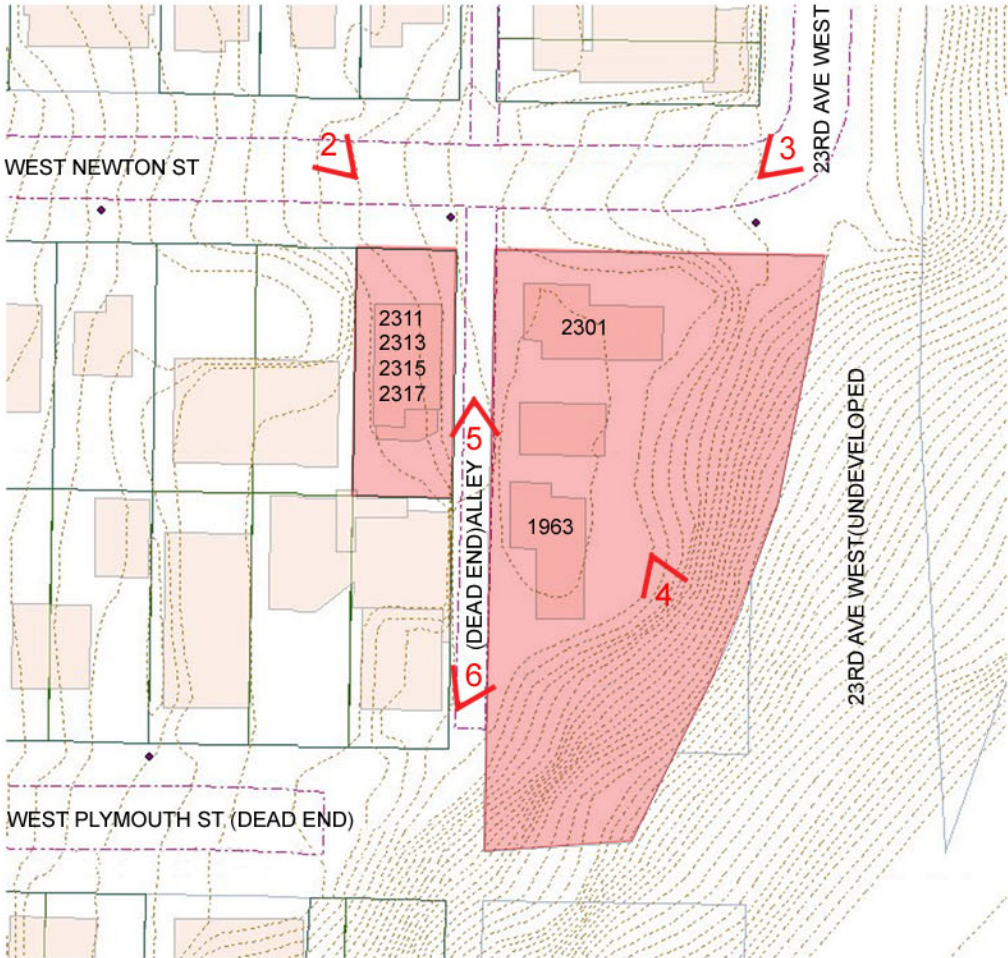 23RD AVE WEST
2
3
WEST NEWTON ST
2311
2313
2315
2317
2301
5
(DEAD END)ALLEY
1963
4
23RD AVE WEST(UNDEVELOPED
6
WEST PLYMOUTH ST. (DEAD END)